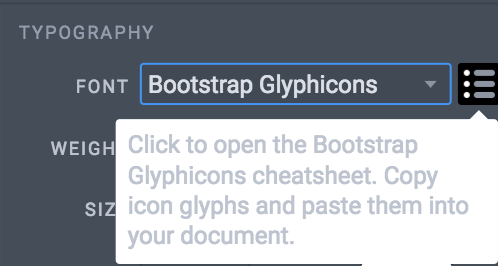 TYPOGRAPHY
FONT Bootstrap Glyphicons
WEIGH
Click to open the Bootstrap
Glyphicons cheatsheet. Copy
SIZ
icon glyphs and paste them into
your document.